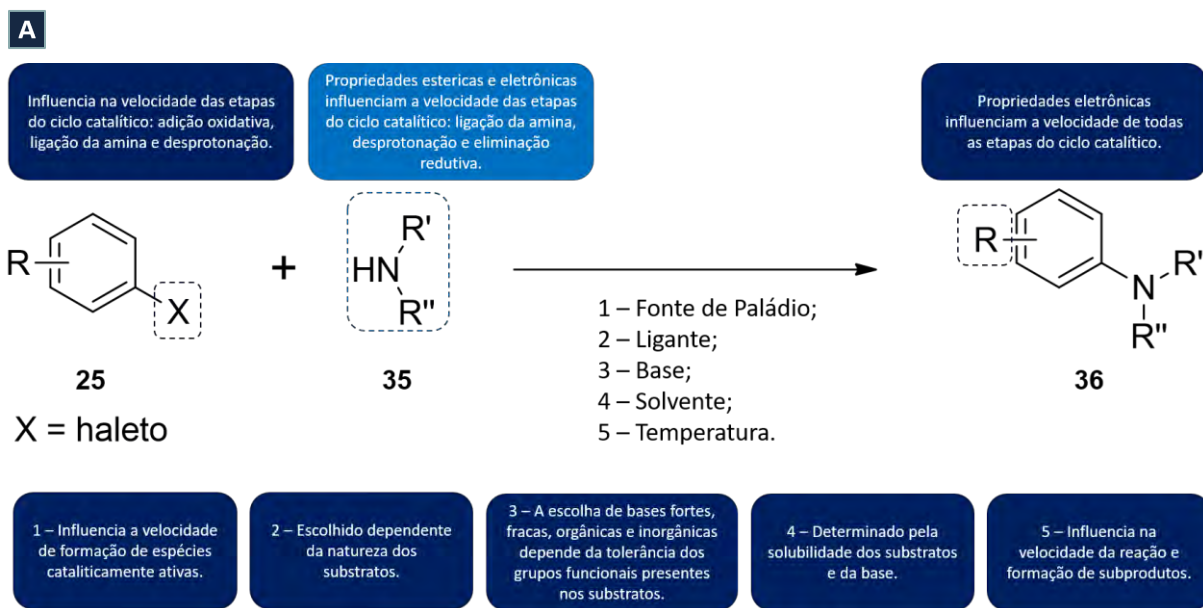 A
Influencia na velocidade das etapas
do ciclo catalítico: adição oxidativa,
ligação da amina e desprotonação.
Propriedades estericas e eletrônicas
influenciam a velocidade das etapas
do ciclo catalítico: ligação da amina,
desprotonação e eliminação
redutiva.
Propriedades eletrônicas
influenciam a velocidade de todas
as etapas do ciclo catalítico.
R
X
25
X = haleto
+
HN
R'
R"
35
1 – Fonte de Paládio;
2 – Ligante;
3 – Base;
4 – Solvente;
5 – Temperatura.
R
N
R'
R"
36
1 – Influencia a velocidade
de formação de espécies
cataliticamente ativas.
2 – Escolhido dependente
da natureza dos
substratos.
3 – A escolha de bases fortes,
fracas, orgânicas e inorgânicas
depende da tolerância dos
grupos funcionais presentes
nos substratos.
4 – Determinado pela
solubilidade dos substratos
e da base.
5 – Influencia na
velocidade da reação e
formação de subprodutos.